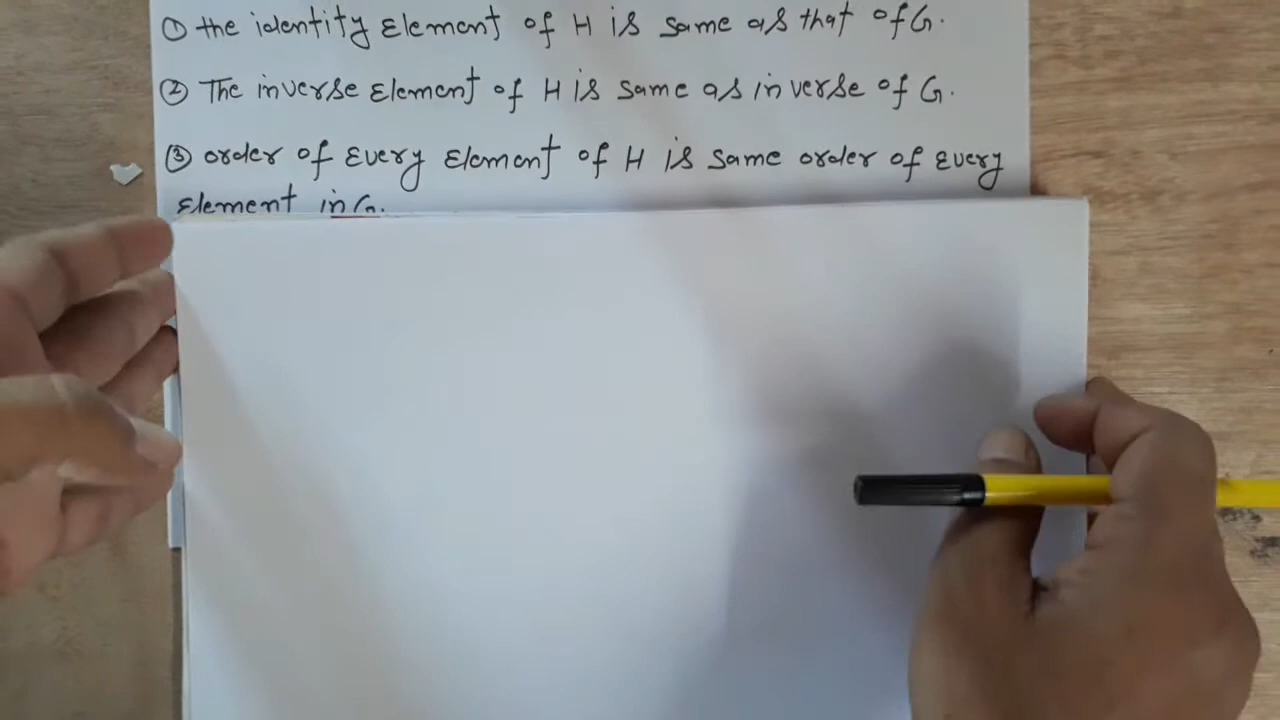 ① the identity Element of H is same as that of G.
② The inverse Element of H is same as inverse of G.
③ order of Every Element of H is same order of Every
Element in G.